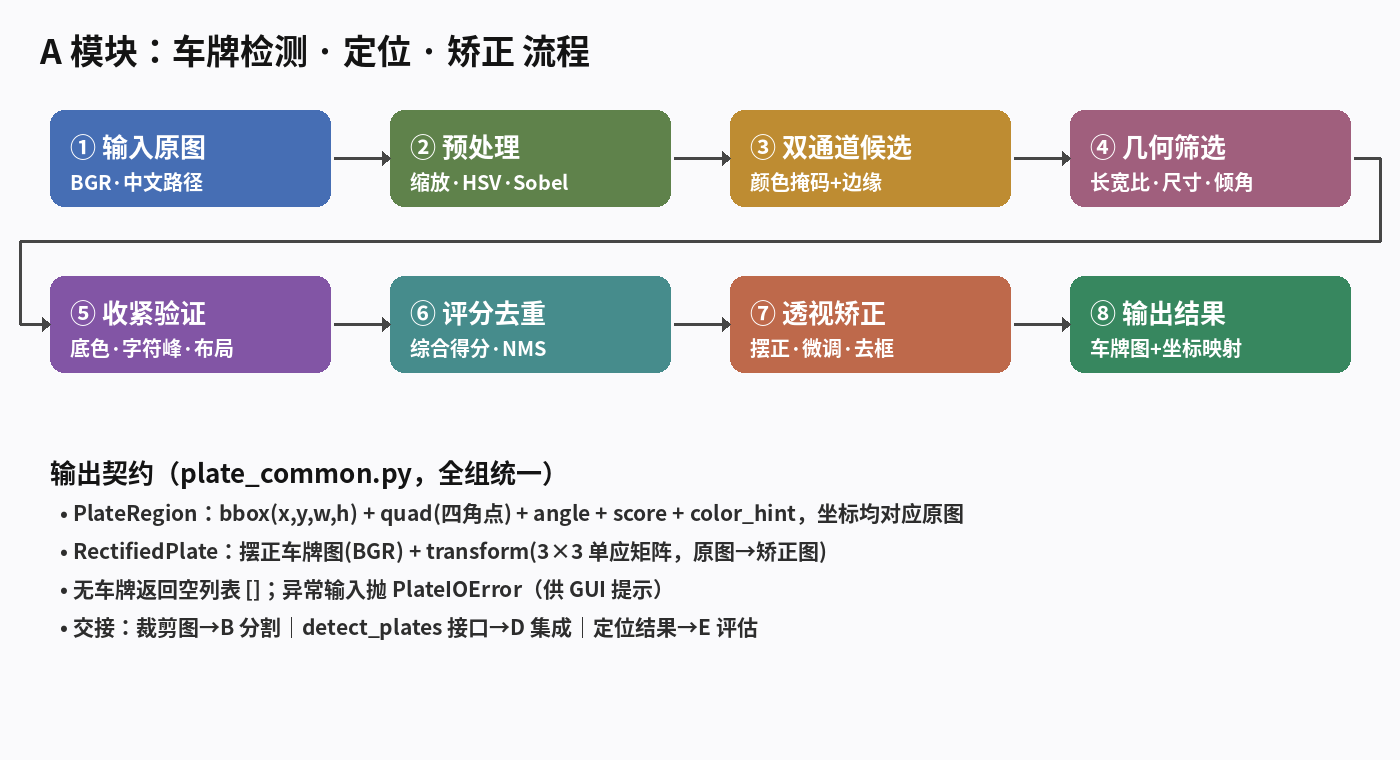 A 模块：车牌检测 · 定位 · 矫正 流程
① 输入原图
BGR·中文路径
② 预处理
缩放·HSV·Sobel
③ 双通道候选
颜色掩码+边缘
④ 几何筛选
长宽比·尺寸·倾角
⑤ 收紧验证
底色·字符峰·布局
⑥ 评分去重
综合得分·NMS
⑦ 透视矫正
摆正·微调·去框
⑧ 输出结果
车牌图+坐标映射
输出契约（plate_common.py，全组统一）
• PlateRegion：bbox(x,y,w,h) + quad(四角点) + angle + score + color_hint，坐标均对应原图
• RectifiedPlate：摆正车牌图(BGR) + transform(3×3 单应矩阵，原图→矫正图)
• 无车牌返回空列表 []；异常输入抛 PlateIOError（供 GUI 提示）
• 交接：裁剪图→B 分割｜detect_plates 接口→D 集成｜定位结果→E 评估